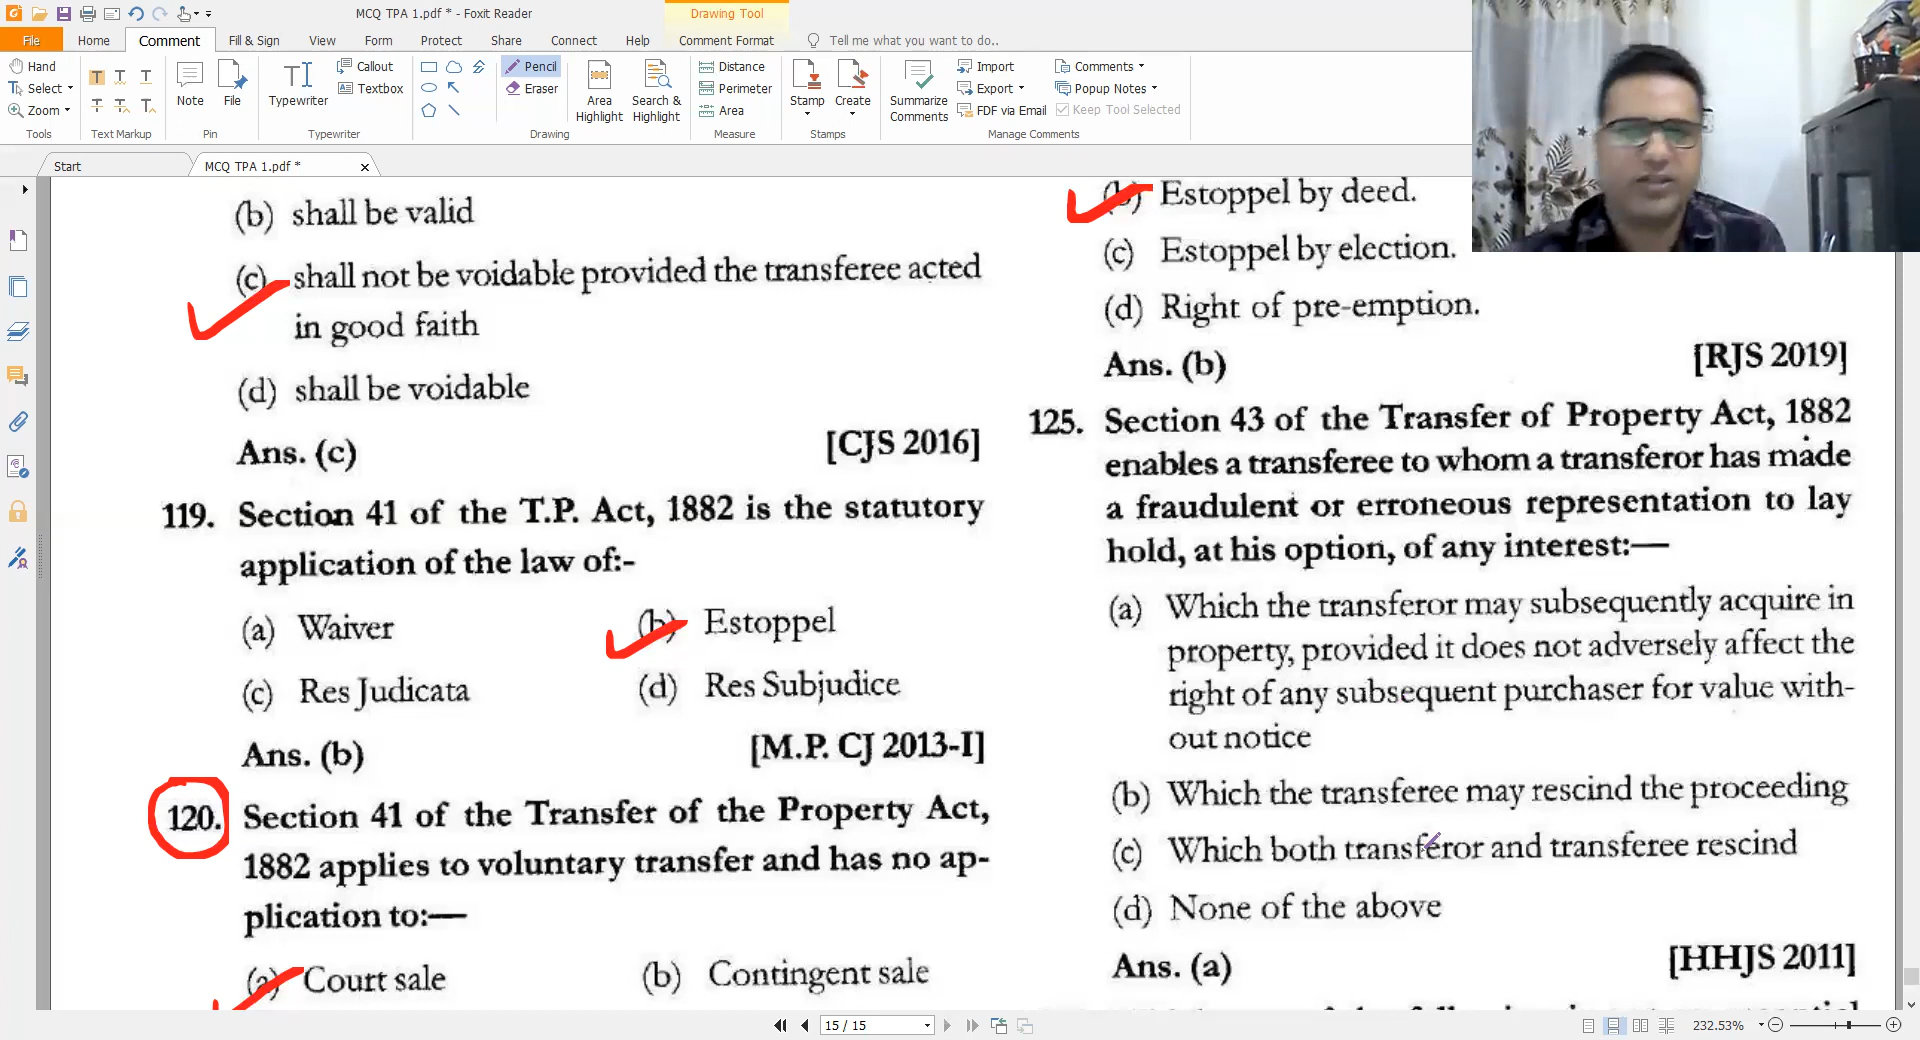 MCQ TPA 1.pdf * - Foxit Reader
Drawing Tool
File
Home
Comment
Fill & Sign
View
Form
Protect
Share
Connect
Help
Comment Format
Tell me what you want to do..
Hand
Select
Zoom
Tools
T T T
T T T
Text Markup
Note
File
Pin
Typewriter
Callout
Textbox
Typewriter
Pencil
Eraser
Area
Highlight
Search &
Highlight
Drawing
Distance
Perimeter
Area
Measure
Stamp
Create
Stamps
Summarize
Comments
Import
Export
FDF via Email
Comments
Popup Notes
Keep Tool Selected
Manage Comments
Start
MCQ TPA 1.pdf *
(b) shall be valid
(c) shall not be voidable provided the transferee acted
in good faith
(d) shall be voidable
Ans. (c) [CJS 2016]
119. Section 41 of the T.P. Act, 1882 is the statutory
application of the law of:-
(a) Waiver (b) Estoppel
(c) Res Judicata (d) Res Subjudice
Ans. (b) [M.P. CJ 2013-I]
120. Section 41 of the Transfer of the Property Act,
1882 applies to voluntary transfer and has no ap-
plication to:—
(a) Court sale (b) Contingent sale
(b) Estoppel by deed.
(c) Estoppel by election.
(d) Right of pre-emption.
Ans. (b) [RJS 2019]
125. Section 43 of the Transfer of Property Act, 1882
enables a transferee to whom a transferor has made
a fraudulent or erroneous representation to lay
hold, at his option, of any interest:—
(a) Which the transferor may subsequently acquire in
property, provided it does not adversely affect the
right of any subsequent purchaser for value with-
out notice
(b) Which the transferee may rescind the proceeding
(c) Which both transferor and transferee rescind
(d) None of the above
Ans. (a) [HHJS 2011]
15 / 15
232.53%